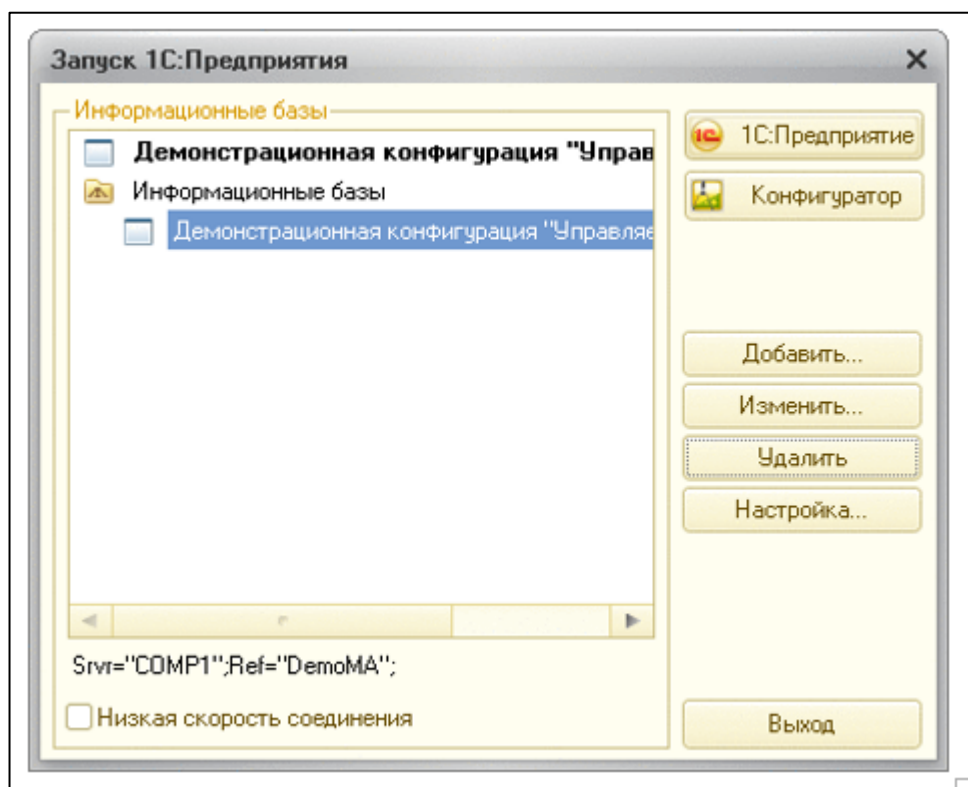 Запуск 1С:Предприятия
Информационные базы
Демонстрационная конфигурация "Управ
Информационные базы
Демонстрационная конфигурация "Управляе
Srvr="COMP1";Ref="DemoMA";
Низкая скорость соединения
1С:Предприятие
Конфигуратор
Добавить...
Изменить...
Удалить
Настройка...
Выход